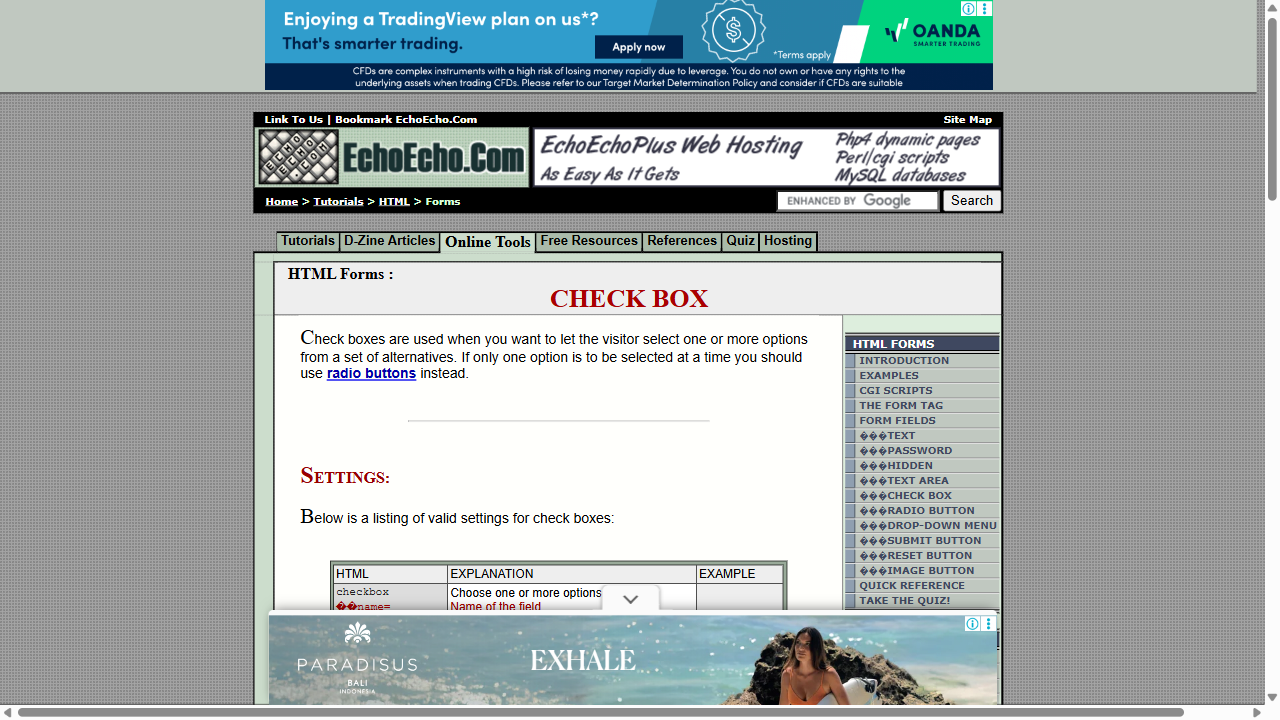 Enjoying a TradingView plan on us*?
That's smarter trading.
Apply now
*Terms apply
OANDA
SMARTER TRADING
CFDs are complex instruments with a high risk of losing money rapidly due to leverage. You do not own or have any rights to the
underlying assets when trading CFDs. Please refer to our Target Market Determination Policy and consider if CFDs are suitable
Link To Us | Bookmark EchoEcho.Com
Site Map
ECHO
ECHO
.COM
EchoEcho.Com
EchoEchoPlus Web Hosting
As Easy As It Gets
Php4 dynamic pages
Perl/cgi scripts
MySQL databases
Home > Tutorials > HTML > Forms
ENHANCED BY Google
Search
Tutorials
D-Zine Articles
Online Tools
Free Resources
References
Quiz
Hosting
HTML Forms :
CHECK BOX
Check boxes are used when you want to let the visitor select one or more options
from a set of alternatives. If only one option is to be selected at a time you should
use radio buttons instead.
SETTINGS:
Below is a listing of valid settings for check boxes:
HTML EXPLANATION EXAMPLE
checkbox Choose one or more options
��name= Name of the field
HTML FORMS
INTRODUCTION
EXAMPLES
CGI SCRIPTS
THE FORM TAG
FORM FIELDS
���TEXT
���PASSWORD
���HIDDEN
���TEXT AREA
���CHECK BOX
���RADIO BUTTON
���DROP-DOWN MENU
���SUBMIT BUTTON
���RESET BUTTON
���IMAGE BUTTON
QUICK REFERENCE
TAKE THE QUIZ!
PARADISUS
BALI
INDONESIA
EXHALE